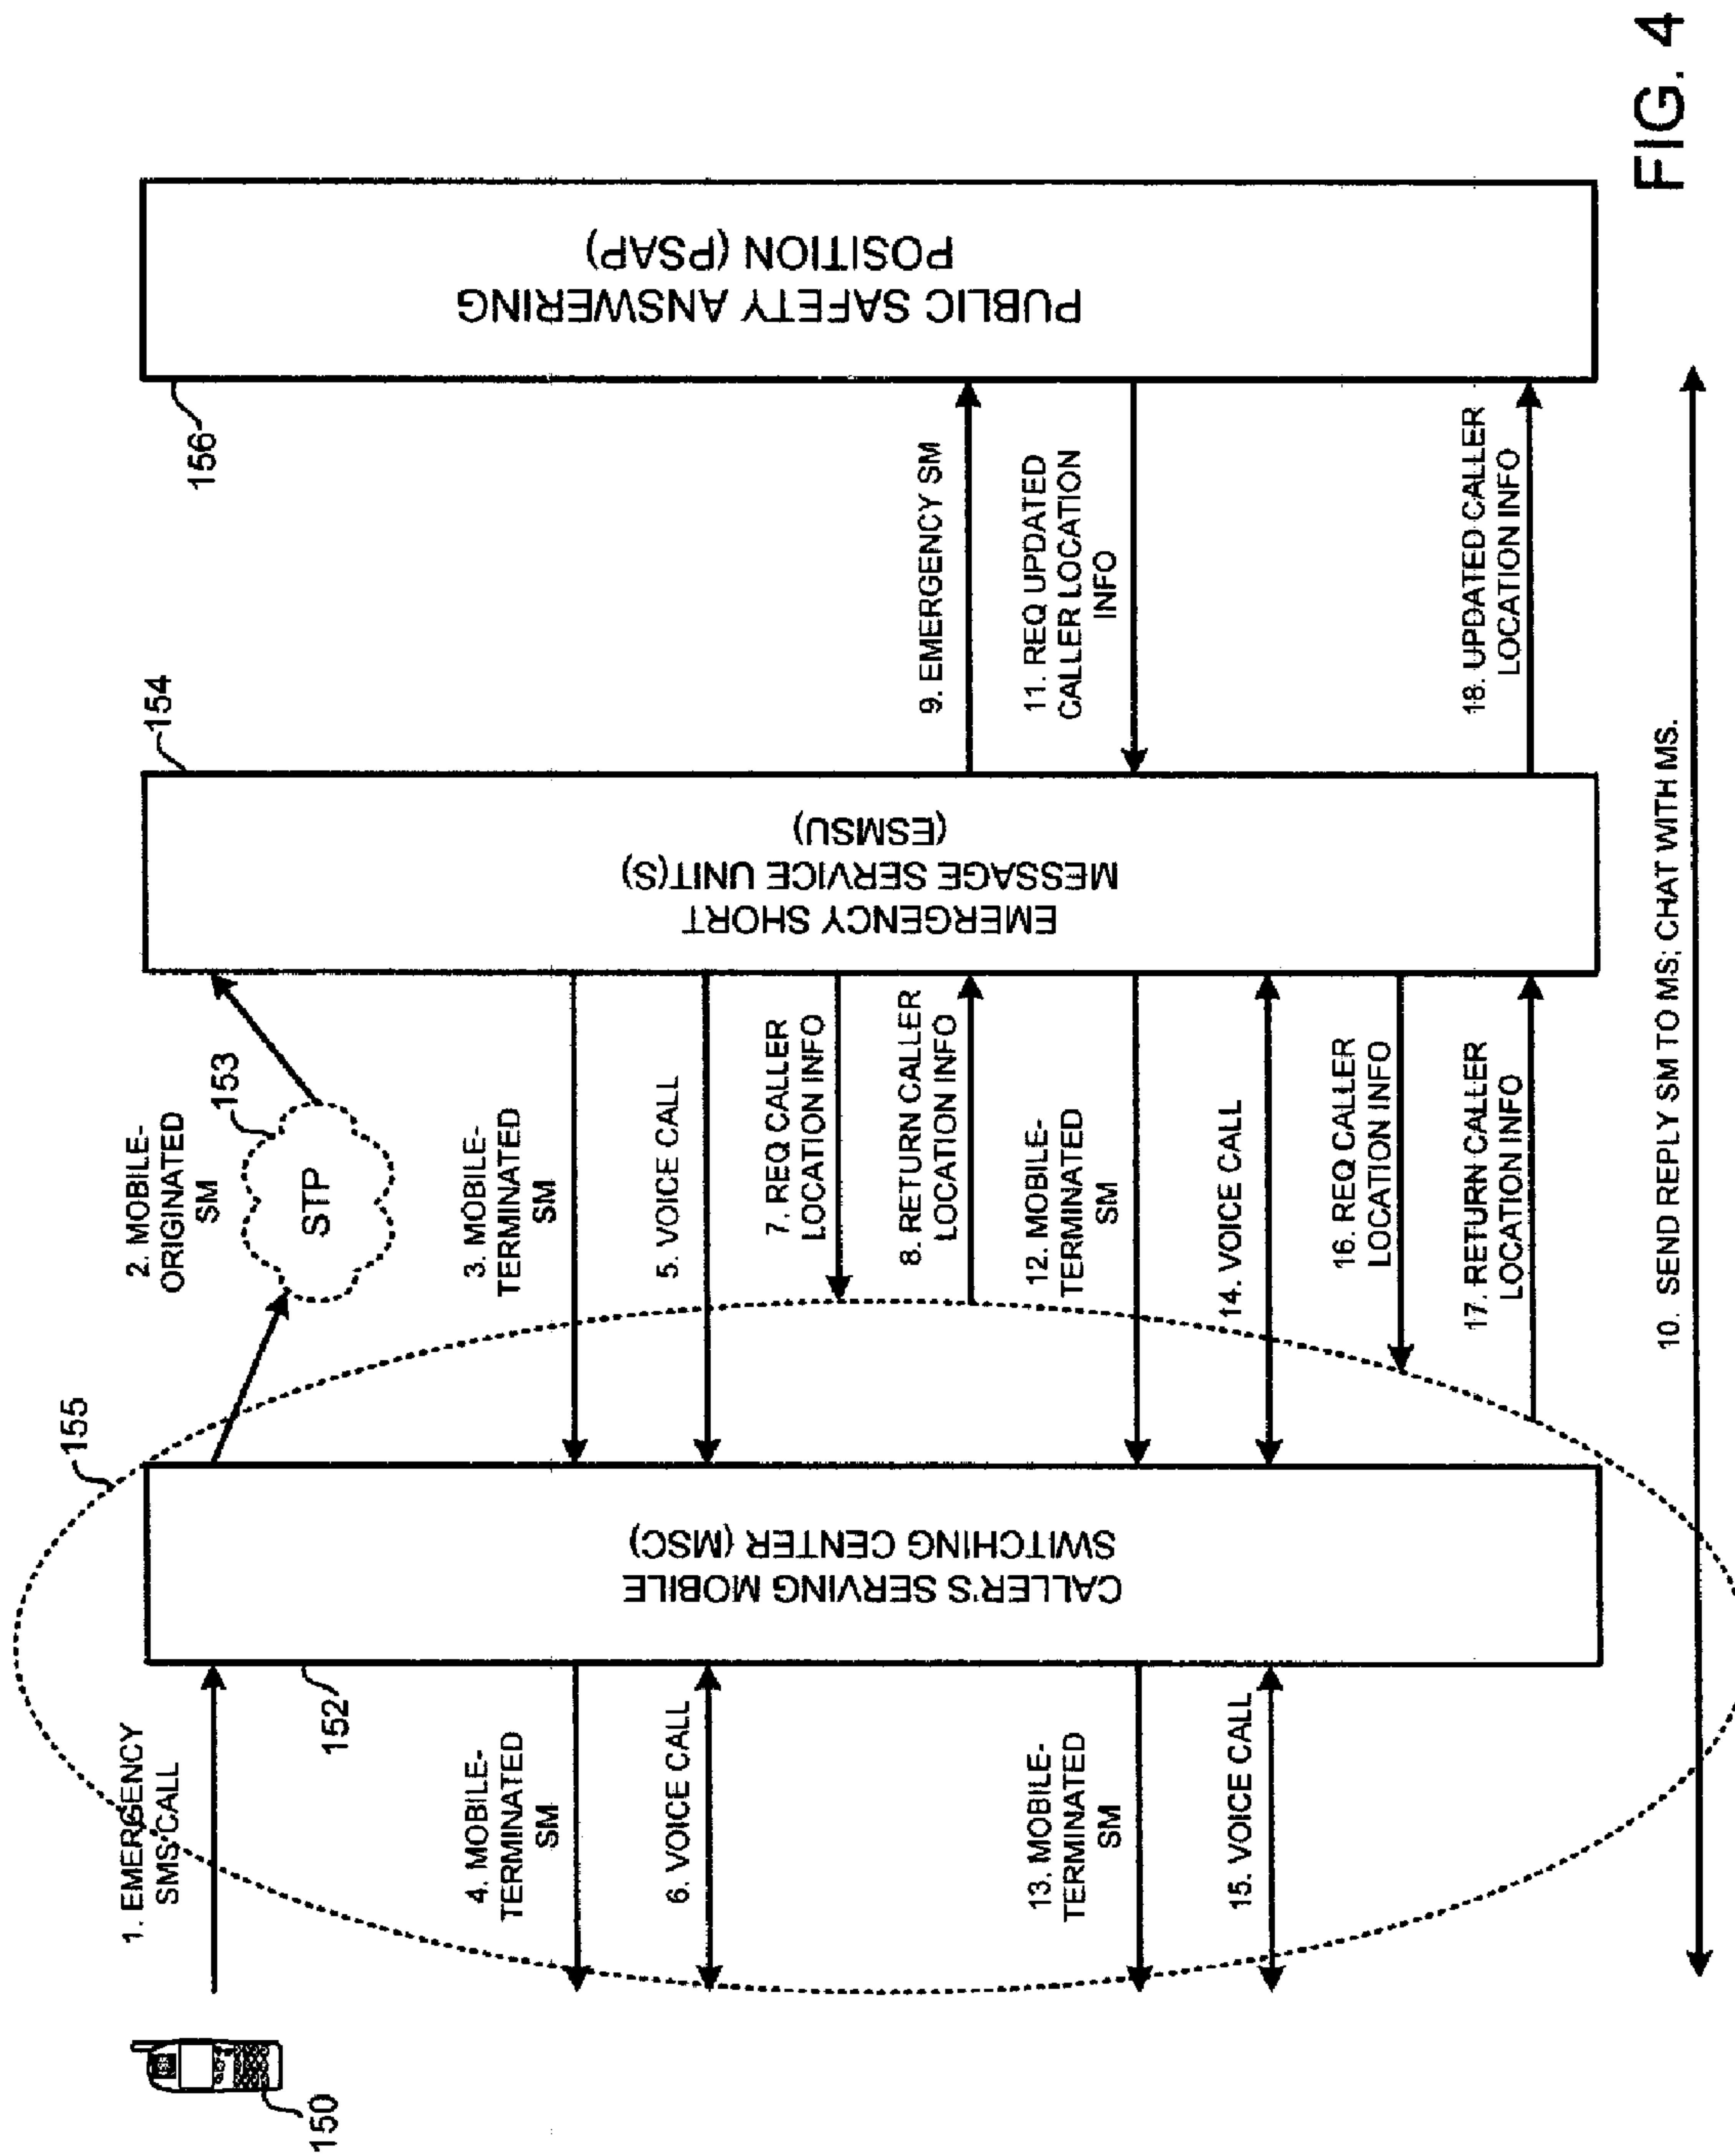 150
1. EMERGENCY
SMS CALL
152
155
2. MOBILE-
ORIGINATED
SM
153
STP
154
156
4. MOBILE-
TERMINATED
SM
3. MOBILE-
TERMINATED
SM
6. VOICE CALL
5. VOICE CALL
7. REQ CALLER
LOCATION INFO
8. RETURN CALLER
LOCATION INFO
9. EMERGENCY SM
11. REQ UPDATED
CALLER LOCATION
INFO
13. MOBILE-
TERMINATED
SM
12. MOBILE-
TERMINATED
SM
15. VOICE CALL
14. VOICE CALL
16. REQ CALLER
LOCATION INFO
17. RETURN CALLER
LOCATION INFO
18. UPDATED CALLER
LOCATION INFO
CALLER'S SERVING MOBILE
SWITCHING CENTER (MSC)
EMERGENCY SHORT
MESSAGE SERVICE UNIT(S)
(ESMSU)
PUBLIC SAFETY ANSWERING
POSITION (PSAP)
10. SEND REPLY SM TO MS; CHAT WITH MS.
FIG. 4